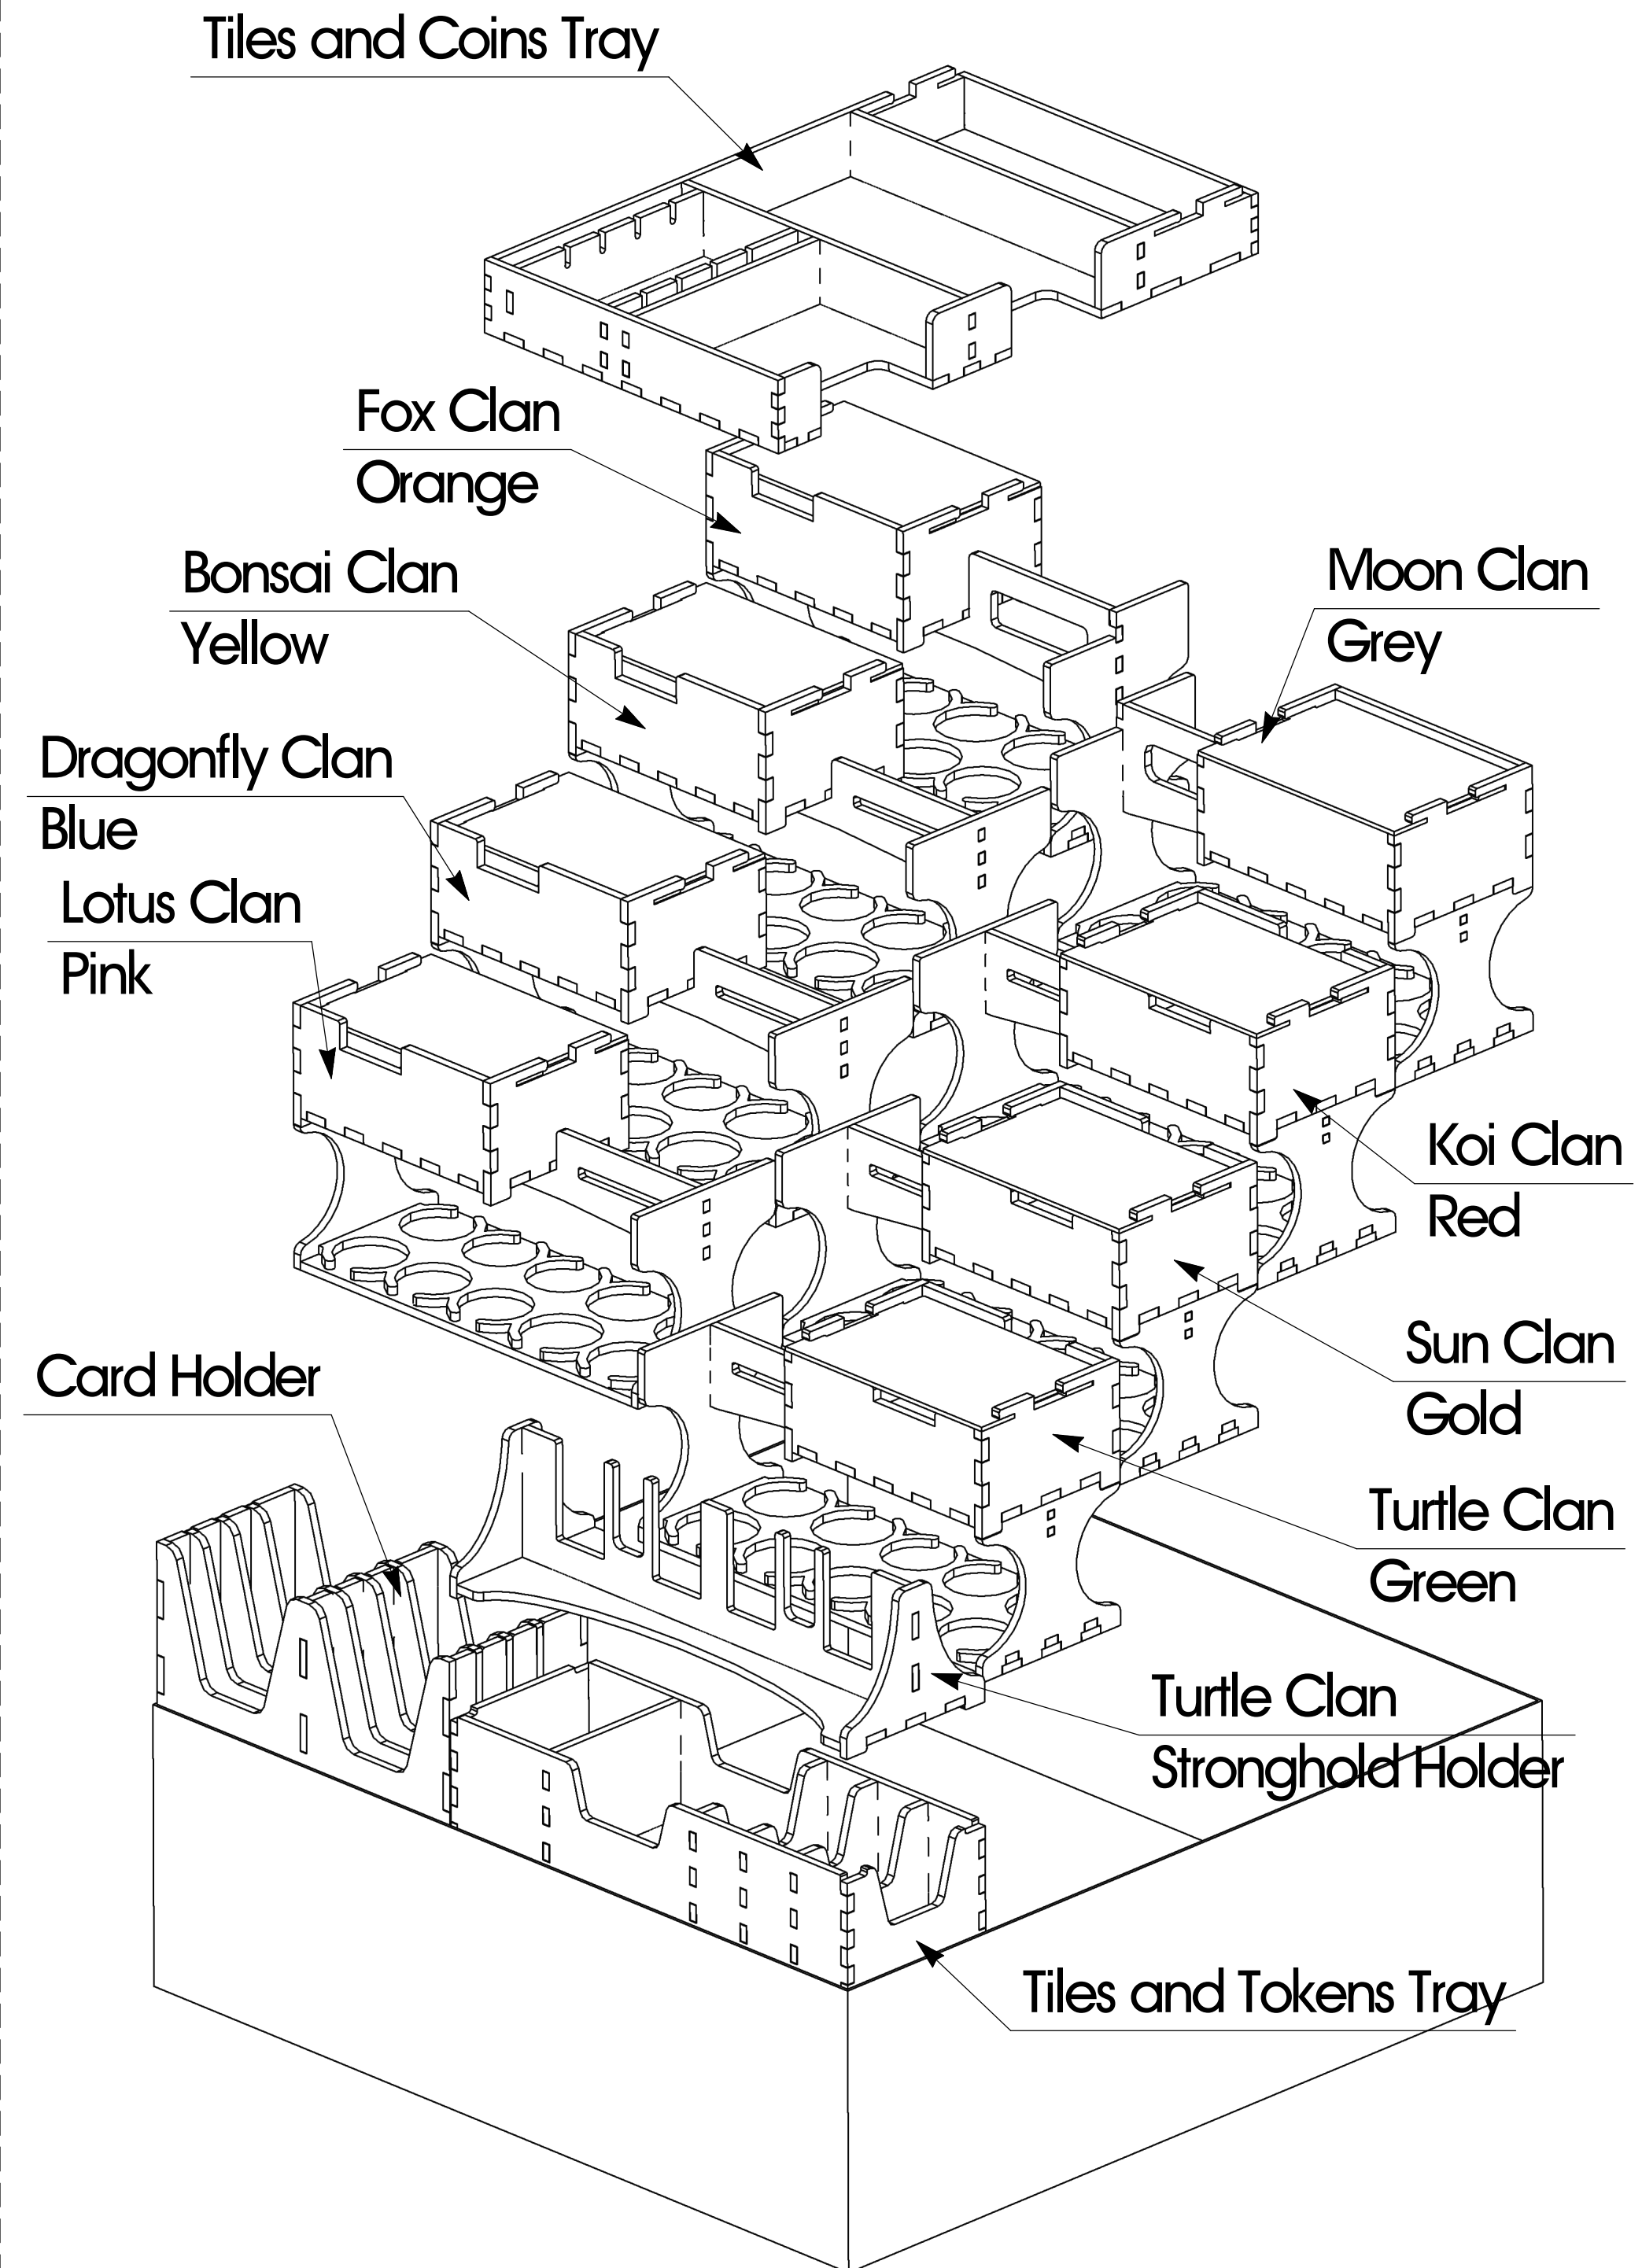 Tiles and Coins Tray
Fox Clan
Orange
Bonsai Clan
Yellow
Moon Clan
Grey
Dragonfly Clan
Blue
Lotus Clan
Pink
Koi Clan
Red
Sun Clan
Gold
Card Holder
Turtle Clan
Green
Turtle Clan
Stronghold Holder
Tiles and Tokens Tray